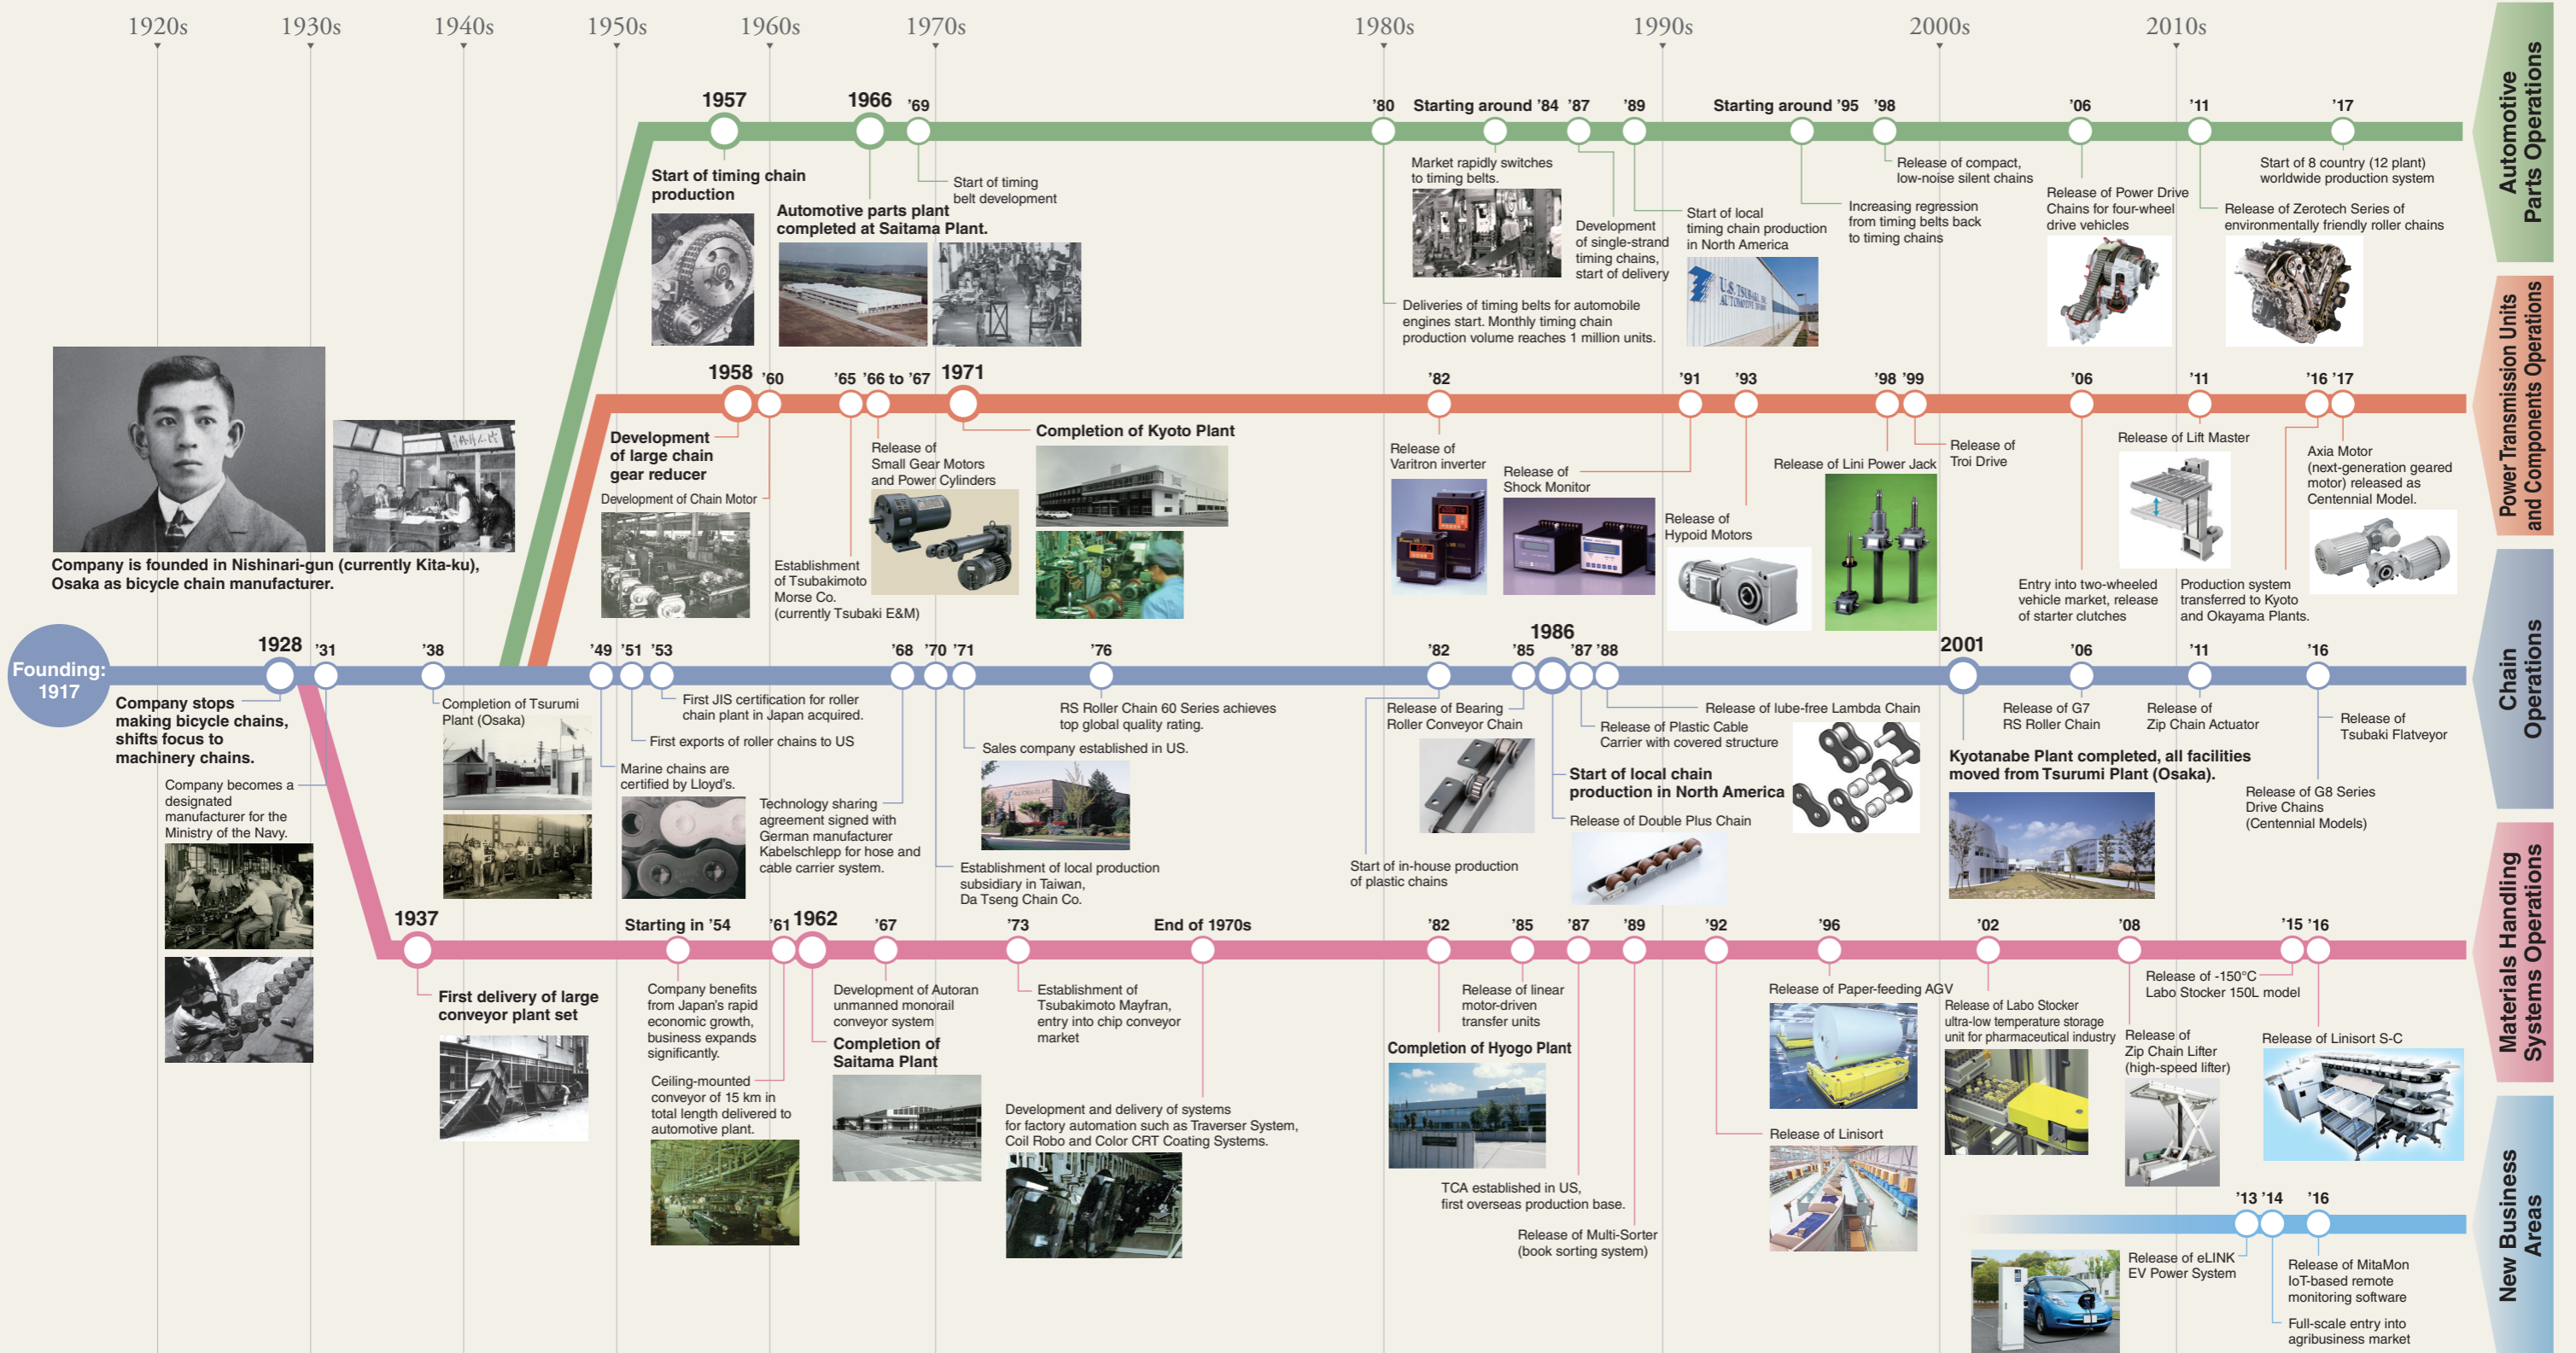 1920s
1930s
1940s
1950s
1960s
1970s
1980s
1990s
2000s
2010s
Automotive
Parts Operations
1957
1966
’69
’80
Starting around ’84
’87
’89
Starting around ’95
’98
’06
’11
’17
Start of timing chain
production
Automotive parts plant
completed at Saitama Plant.
Start of timing
belt development
Deliveries of timing belts for automobile
engines start. Monthly timing chain
production volume reaches 1 million units.
Market rapidly switches
to timing belts.
Development
of single-strand
timing chains,
start of delivery
Start of local
timing chain production
in North America
U.S. TSUBAKI, INC.
AUTOMOTIVE DIVISION
Increasing regression
from timing belts back
to timing chains
Release of compact,
low-noise silent chains
Release of Power Drive
Chains for four-wheel
drive vehicles
Release of Zerotech Series of
environmentally friendly roller chains
Start of 8 country (12 plant)
worldwide production system
Power Transmission Units
and Components Operations
1958
’60
’65
’66 to ’67
1971
’82
’91
’93
’98
’99
’06
’11
’16
’17
Development
of large chain
gear reducer
Development of Chain Motor
Establishment
of Tsubakimoto
Morse Co.
(currently Tsubaki E&M)
Release of
Small Gear Motors
and Power Cylinders
Completion of Kyoto Plant
Release of
Varitron inverter
Release of
Shock Monitor
Release of
Hypoid Motors
Release of Lini Power Jack
Release of
Troi Drive
Entry into two-wheeled
vehicle market, release
of starter clutches
Release of Lift Master
Production system
transferred to Kyoto
and Okayama Plants.
Axia Motor
(next-generation geared
motor) released as
Centennial Model.
Company is founded in Nishinari-gun (currently Kita-ku),
Osaka as bicycle chain manufacturer.
Chain
Operations
Founding:
1917
1928
’31
’38
’49
’51
’53
’68
’70
’71
’76
’82
’85
1986
’87
’88
2001
’06
’11
’16
Company stops
making bicycle chains,
shifts focus to
machinery chains.
Company becomes a
designated
manufacturer for the
Ministry of the Navy.
Completion of Tsurumi
Plant (Osaka)
Marine chains are
certified by Lloyd’s.
First exports of roller chains to US
First JIS certification for roller
chain plant in Japan acquired.
Technology sharing
agreement signed with
German manufacturer
Kabelschlepp for hose and
cable carrier system.
Establishment of local production
subsidiary in Taiwan,
Da Tseng Chain Co.
Sales company established in US.
RS Roller Chain 60 Series achieves
top global quality rating.
Start of in-house production
of plastic chains
Release of Bearing
Roller Conveyor Chain
Start of local chain
production in North America
Release of Double Plus Chain
Release of Plastic Cable
Carrier with covered structure
Release of lube-free Lambda Chain
Kyotanabe Plant completed, all facilities
moved from Tsurumi Plant (Osaka).
Release of G7
RS Roller Chain
Release of
Zip Chain Actuator
Release of
Tsubaki Flatveyor
Release of G8 Series
Drive Chains
(Centennial Models)
Materials Handling
Systems Operations
1937
Starting in ’54
’61
1962
’67
’73
End of 1970s
’82
’85
’87
’89
’92
’96
’02
’08
’15
’16
First delivery of large
conveyor plant set
Company benefits
from Japan’s rapid
economic growth,
business expands
significantly.
Ceiling-mounted
conveyor of 15 km in
total length delivered to
automotive plant.
Completion of
Saitama Plant
Development of Autoran
unmanned monorail
conveyor system
Establishment of
Tsubakimoto Mayfran,
entry into chip conveyor
market
Development and delivery of systems
for factory automation such as Traverser System,
Coil Robo and Color CRT Coating Systems.
Completion of Hyogo Plant
Release of linear
motor-driven
transfer units
TCA established in US,
first overseas production base.
Release of Multi-Sorter
(book sorting system)
Release of Linisort
Release of Paper-feeding AGV
Release of Labo Stocker
ultra-low temperature storage
unit for pharmaceutical industry
Release of
Zip Chain Lifter
(high-speed lifter)
Release of -150°C
Labo Stocker 150L model
Release of Linisort S-C
New Business
Areas
’13
’14
’16
Release of eLINK
EV Power System
Release of MitaMon
IoT-based remote
monitoring software
Full-scale entry into
agribusiness market